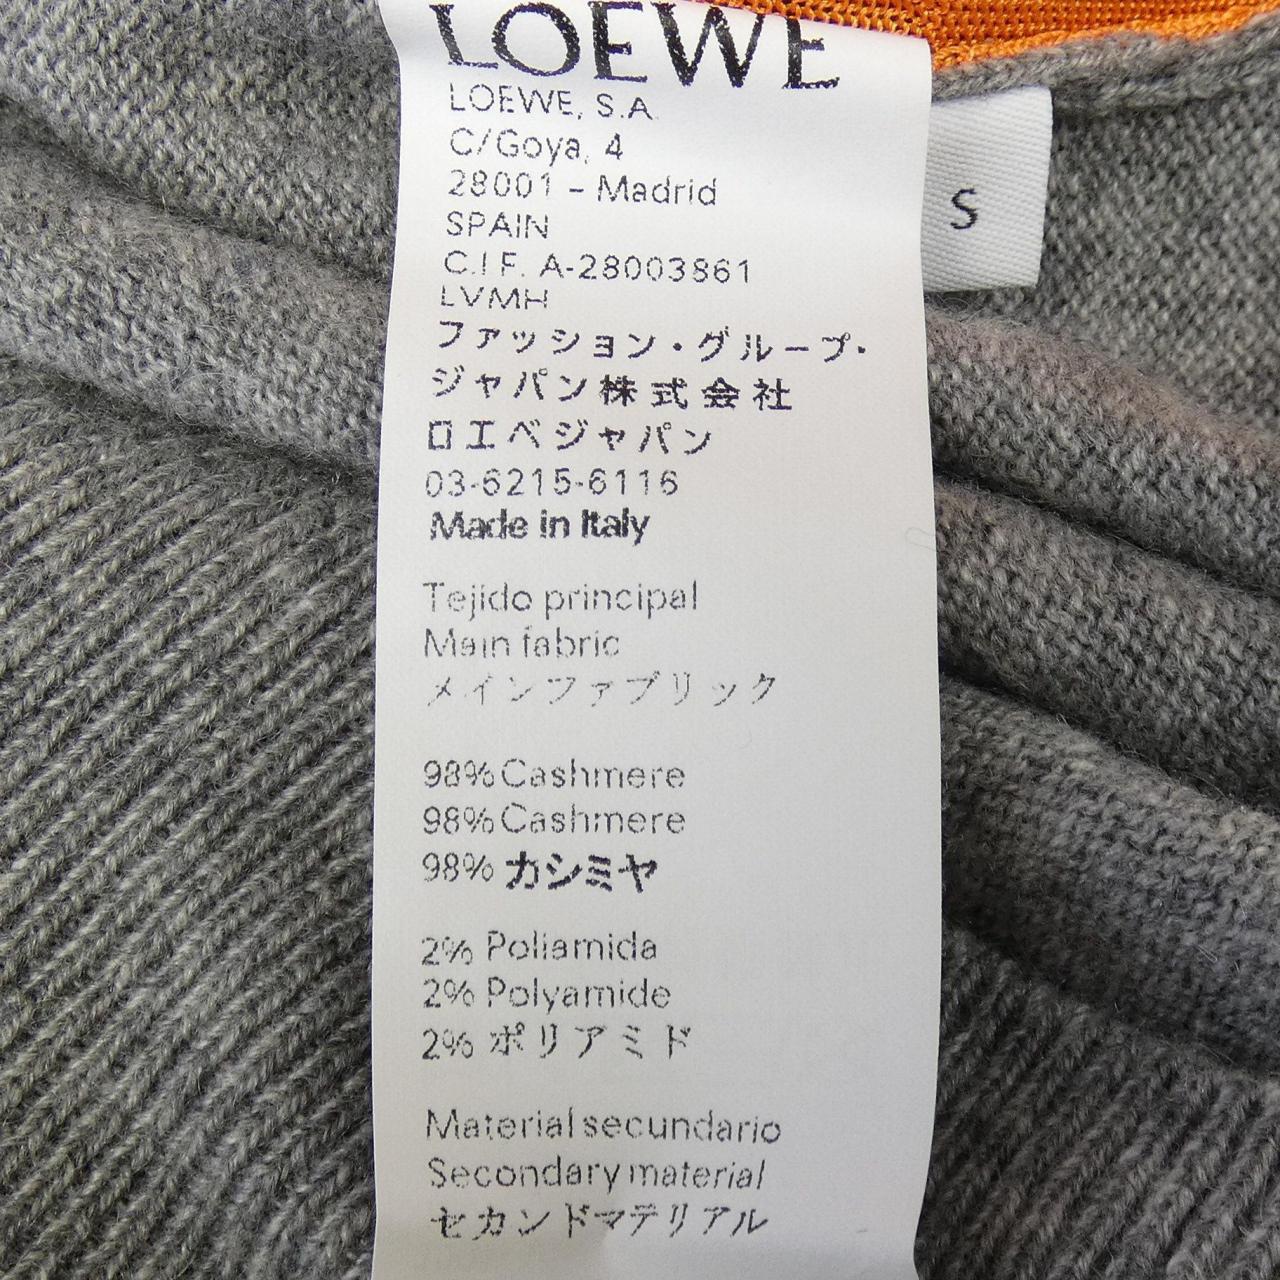 LOEWE
LOEWE, S.A.
C/Goya, 4
28001 - Madrid
SPAIN
C.I.F. A-28003861
LVMH
ファッション・グループ・
ジャパン株式会社
ロエベジャパン
03-6215-6116
Made in Italy
Tejido principal
Main fabric
メインファブリック
98% Cashmere
98% Cashmere
98% カシミヤ
2% Poliamida
2% Polyamide
2% ポリアミド
Material secundario
Secondary material
セカンドマテリアル
S